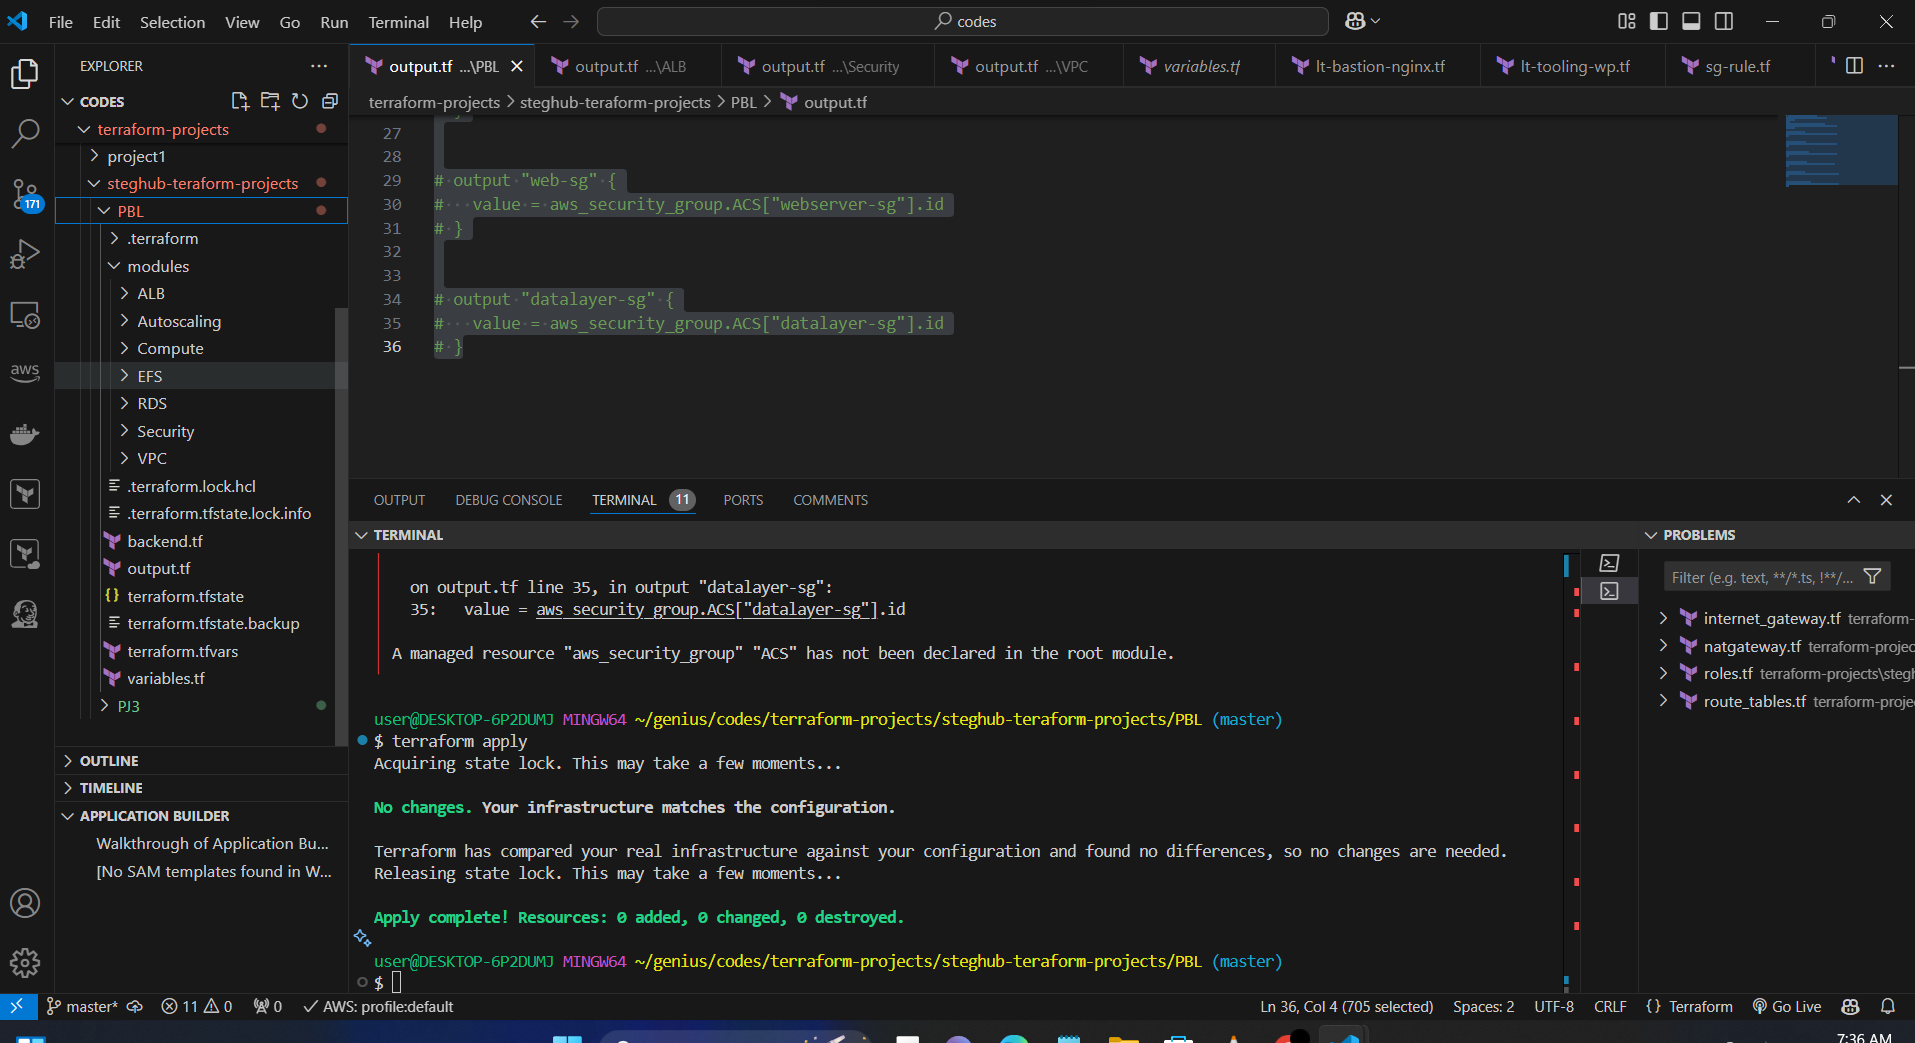 File Edit Selection View Go Run Terminal Help
codes
EXPLORER
CODES
terraform-projects
project1
steghub-teraform-projects
PBL
.terraform
modules
ALB
Autoscaling
Compute
EFS
RDS
Security
VPC
.terraform.lock.hcl
.terraform.tfstate.lock.info
backend.tf
output.tf
terraform.tfstate
terraform.tfstate.backup
terraform.tfvars
variables.tf
PJ3
OUTLINE
TIMELINE
APPLICATION BUILDER
Walkthrough of Application Bu...
[No SAM templates found in W...
171
aws
output.tf ...\PBL
output.tf ...\ALB
output.tf ...\Security
output.tf ...\VPC
variables.tf
lt-bastion-nginx.tf
lt-tooling-wp.tf
sg-rule.tf
terraform-projects > steghub-teraform-projects > PBL > output.tf
27
28
29 # output "web-sg" {
30 #   value = aws_security_group.ACS["webserver-sg"].id
31 # }
32
33
34 # output "datalayer-sg" {
35 #   value = aws_security_group.ACS["datalayer-sg"].id
36 # }
OUTPUT DEBUG CONSOLE TERMINAL 11 PORTS COMMENTS
TERMINAL
on output.tf line 35, in output "datalayer-sg":
35:   value = aws_security_group.ACS["datalayer-sg"].id
A managed resource "aws_security_group" "ACS" has not been declared in the root module.
user@DESKTOP-6P2DUMJ MINGW64 ~/genius/codes/terraform-projects/steghub-teraform-projects/PBL (master)
$ terraform apply
Acquiring state lock. This may take a few moments...
No changes. Your infrastructure matches the configuration.
Terraform has compared your real infrastructure against your configuration and found no differences, so no changes are needed.
Releasing state lock. This may take a few moments...
Apply complete! Resources: 0 added, 0 changed, 0 destroyed.
user@DESKTOP-6P2DUMJ MINGW64 ~/genius/codes/terraform-projects/steghub-teraform-projects/PBL (master)
$
PROBLEMS
Filter (e.g. text, **/*.ts, !**/...
internet_gateway.tf terraform-
natgateway.tf terraform-projec
roles.tf terraform-projects\stegh
route_tables.tf terraform-proje
master* 11 0 0 AWS: profile:default
Ln 36, Col 4 (705 selected) Spaces: 2 UTF-8 CRLF {} Terraform Go Live
7:36 AM